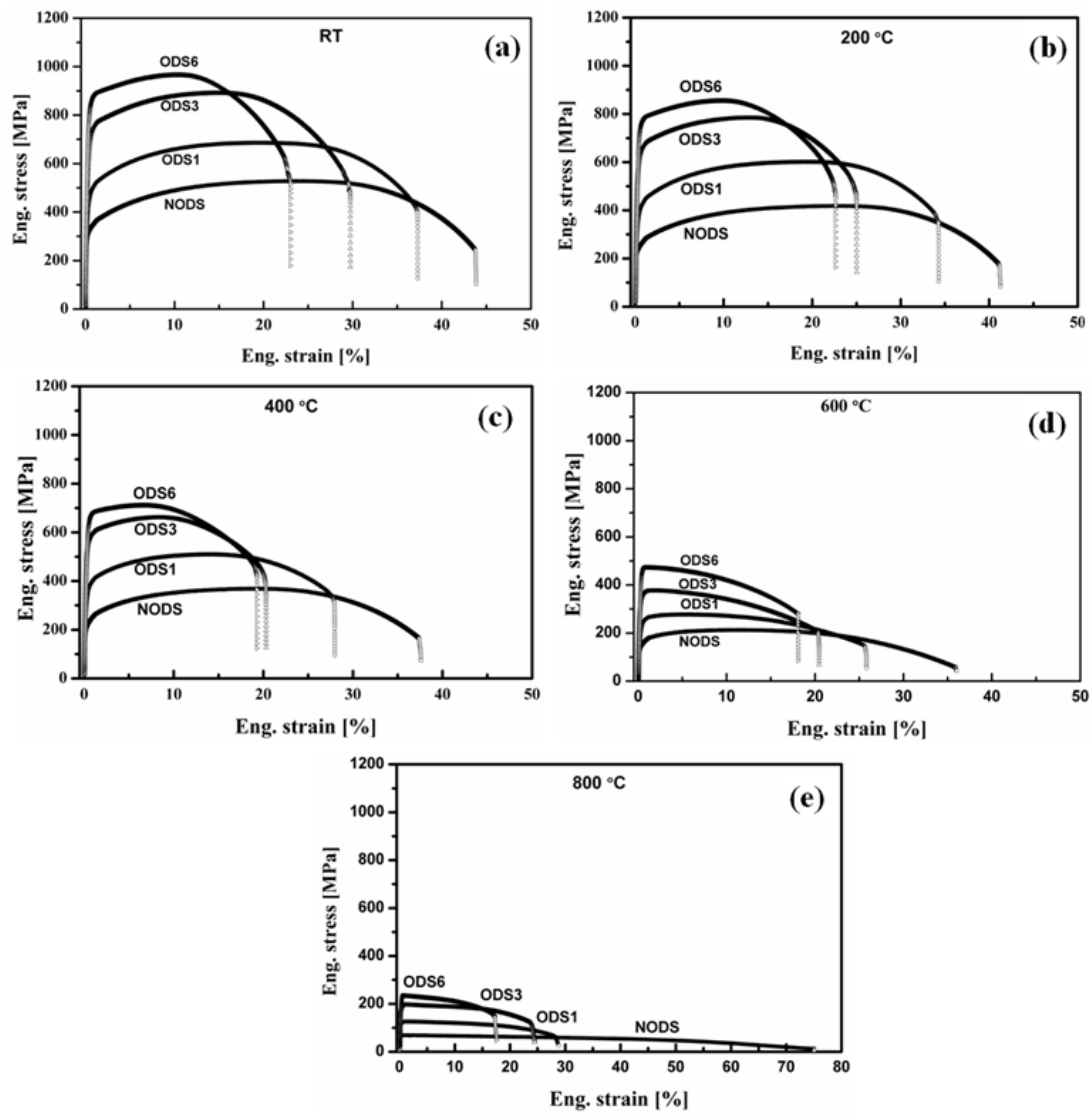 RT
(a)
1200
1000
800
600
400
200
0
Eng. stress [MPa]
ODS6
ODS3
ODS1
NODS
0 10 20 30 40 50
Eng. strain [%]
200 °C
(b)
1200
1000
800
600
400
200
0
Eng. stress [MPa]
ODS6
ODS3
ODS1
NODS
0 10 20 30 40 50
Eng. strain [%]
400 °C
(c)
1200
1000
800
600
400
200
0
Eng. stress [MPa]
ODS6
ODS3
ODS1
NODS
0 10 20 30 40 50
Eng. strain [%]
600 °C
(d)
1200
1000
800
600
400
200
0
Eng. stress [MPa]
ODS6
ODS3
ODS1
NODS
0 10 20 30 40 50
Eng. strain [%]
800 °C
(e)
1200
1000
800
600
400
200
0
Eng. stress [MPa]
ODS6
ODS3
ODS1
NODS
0 10 20 30 40 50 60 70 80
Eng. strain [%]